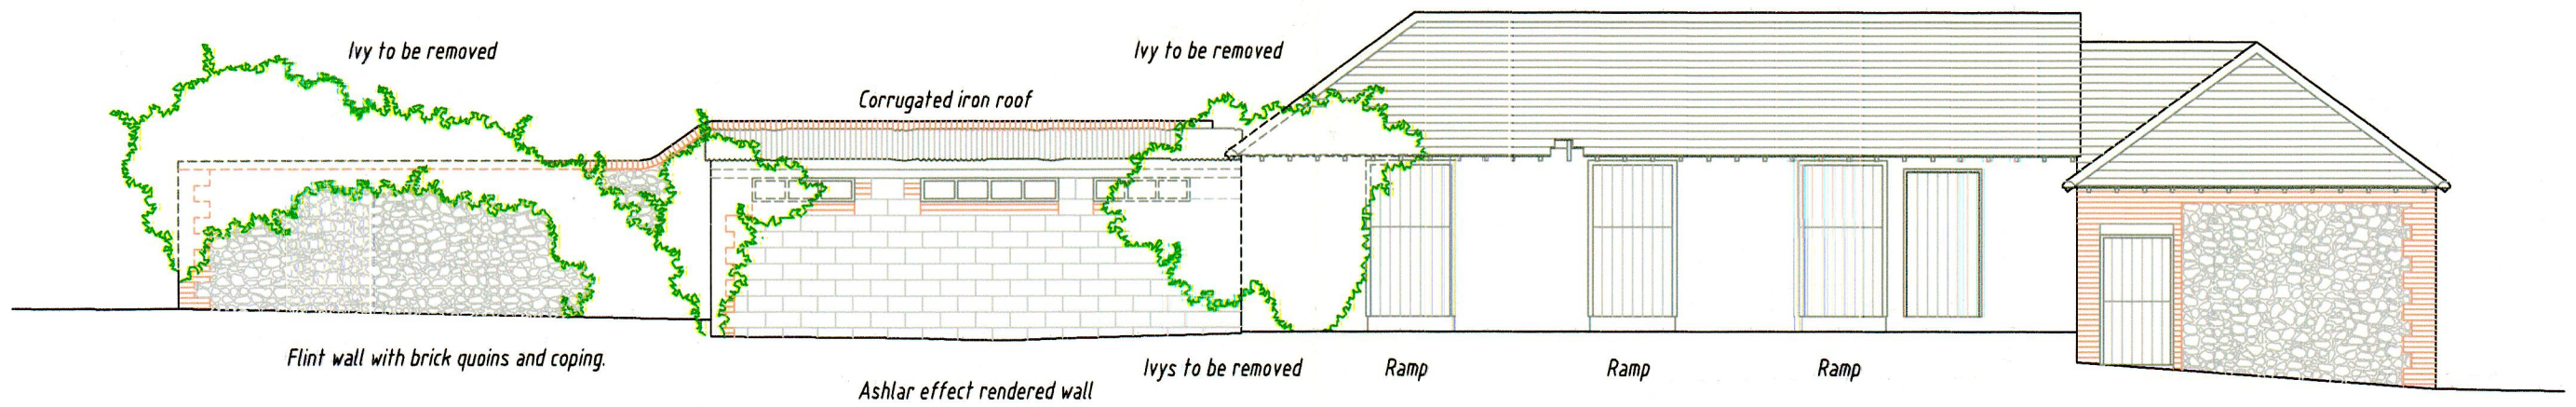 Ivy to be removed
Ivy to be removed
Corrugated iron roof
Flint wall with brick quoins and coping.
Ivys to be removed
Ramp
Ramp
Ramp
Ashlar effect rendered wall